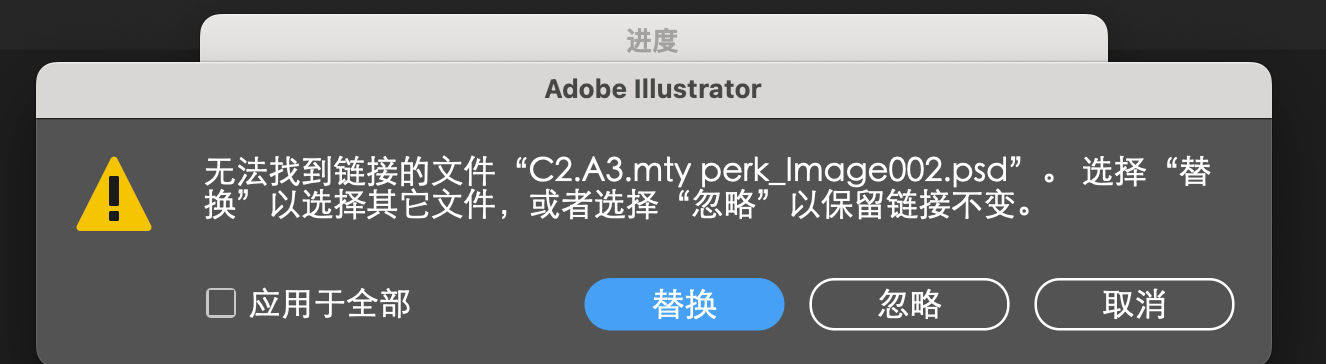 进度
Adobe Illustrator
无法找到链接的文件“C2.A3.mty perk_Image002.psd”。 选择“替
换”以选择其它文件，或者选择“忽略”以保留链接不变。
应用于全部
替换
忽略
取消